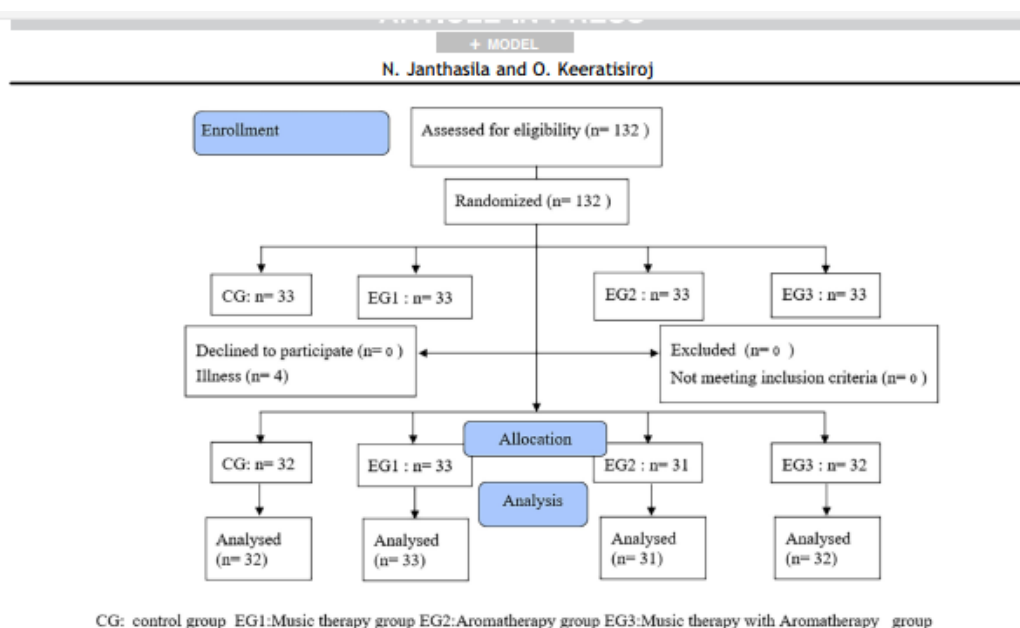 ARTICLE IN PRESS
+ MODEL
N. Janthasila and O. Keeratisiroj
Enrollment
Assessed for eligibility (n= 132 )
Randomized (n= 132 )
CG: n= 33
EG1 : n= 33
EG2 : n= 33
EG3 : n= 33
Declined to participate (n= 0 )
Illness (n= 4)
Excluded (n= 0 )
Not meeting inclusion criteria (n= 0 )
Allocation
CG: n= 32
EG1 : n= 33
EG2 : n= 31
EG3 : n= 32
Analysis
Analysed
(n= 32)
Analysed
(n= 33)
Analysed
(n= 31)
Analysed
(n= 32)
CG: control group EG1:Music therapy group EG2:Aromatherapy group EG3:Music therapy with Aromatherapy group